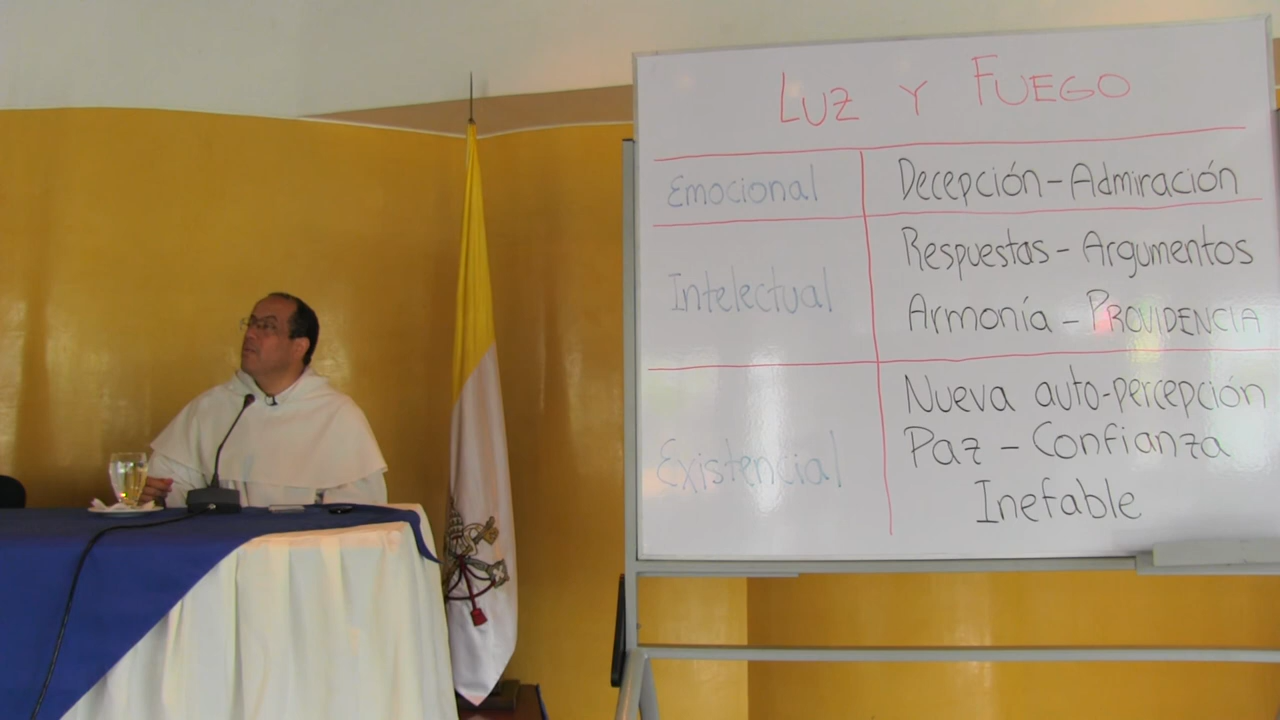 LUZ Y FUEGO
Emocional
Decepción - Admiración
Intelectual
Respuestas - Argumentos
Armonía - PROVIDENCIA
Existencial
Nueva auto-percepción
Paz - Confianza
Inefable